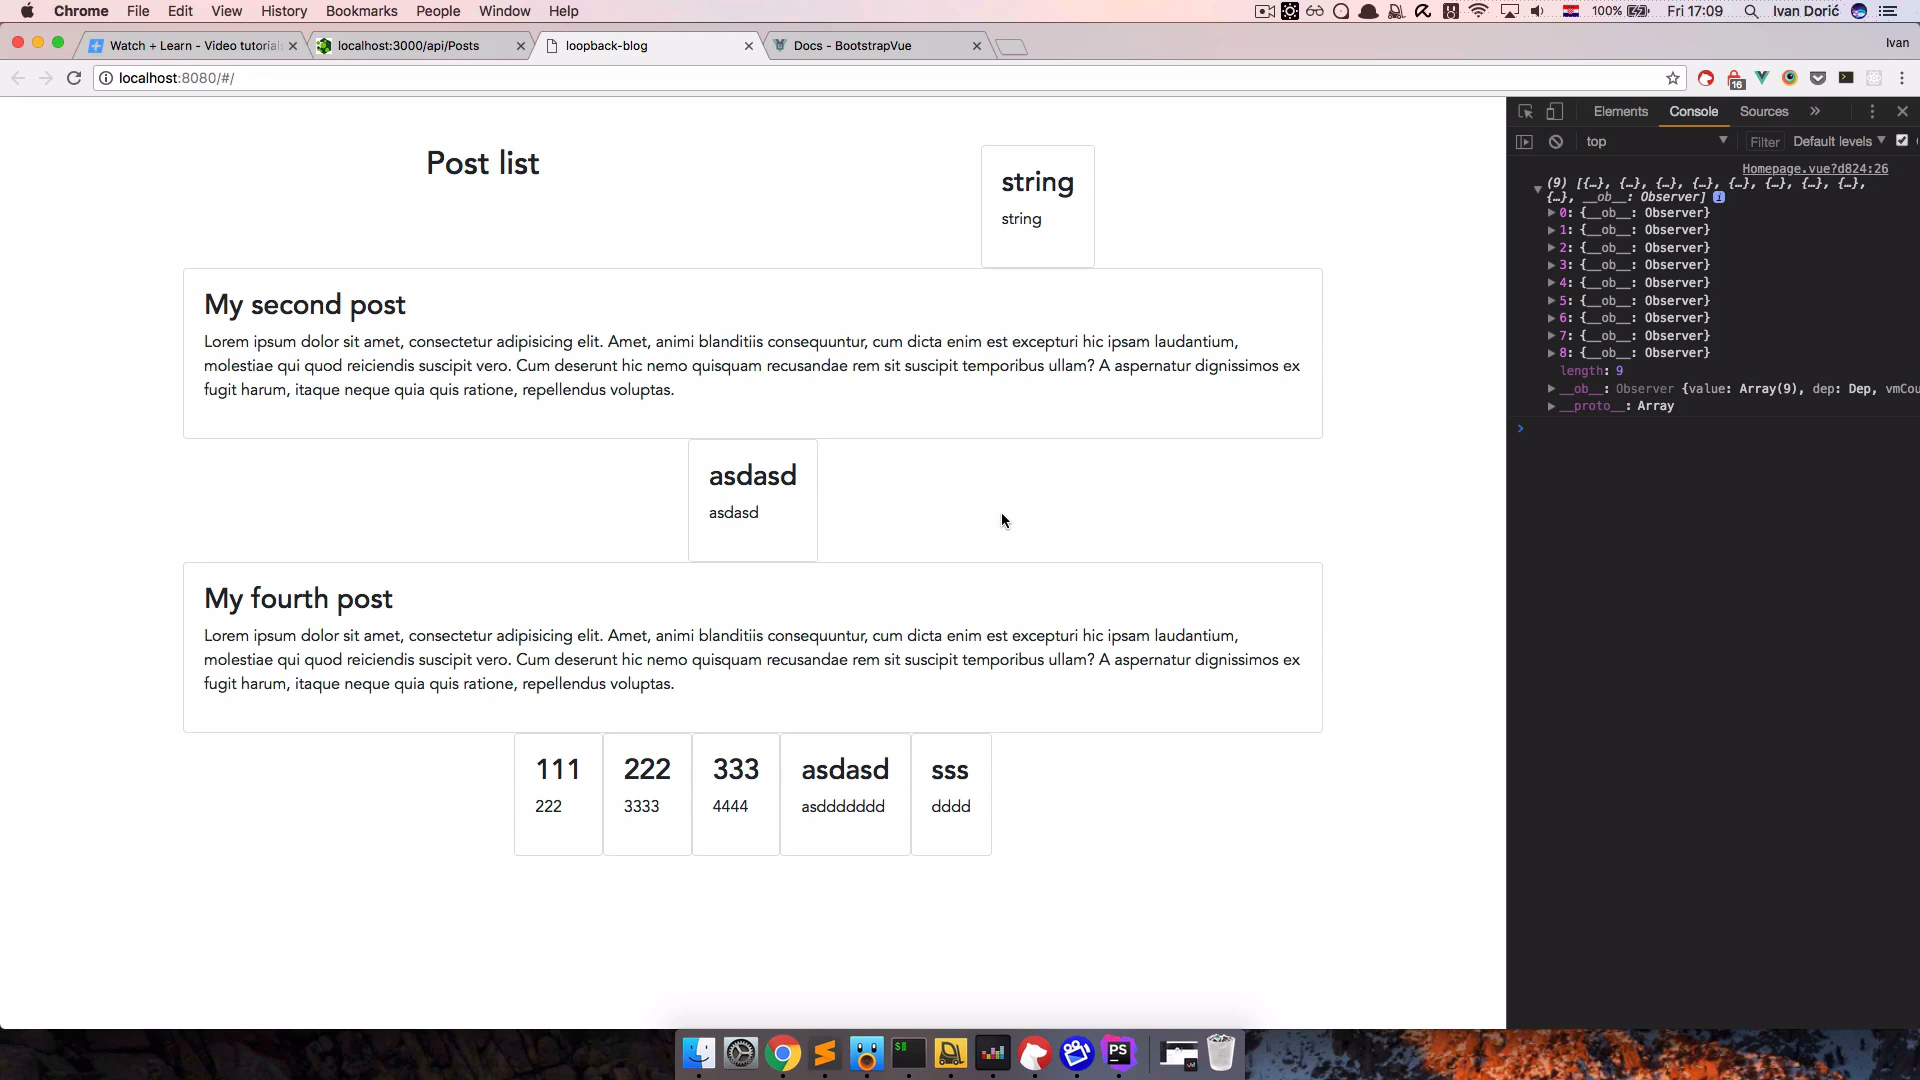 Chrome File Edit View History Bookmarks People Window Help 100% Fri 17:09 Ivan Dorić
Watch + Learn - Video tutorial
localhost:3000/api/Posts
loopback-blog
Docs - BootstrapVue
Ivan
localhost:8080/#/
16
Elements Console Sources
top Filter Default levels
Homepage.vue?d824:26
(9) [{…}, {…}, {…}, {…}, {…}, {…}, {…}, {…},
{…}, __ob__: Observer] i
0: {__ob__: Observer}
1: {__ob__: Observer}
2: {__ob__: Observer}
3: {__ob__: Observer}
4: {__ob__: Observer}
5: {__ob__: Observer}
6: {__ob__: Observer}
7: {__ob__: Observer}
8: {__ob__: Observer}
length: 9
__ob__: Observer {value: Array(9), dep: Dep, vmCou
__proto__: Array
Post list
string
string
My second post
Lorem ipsum dolor sit amet, consectetur adipisicing elit. Amet, animi blanditiis consequuntur, cum dicta enim est excepturi hic ipsam laudantium,
molestiae qui quod reiciendis suscipit vero. Cum deserunt hic nemo quisquam recusandae rem sit suscipit temporibus ullam? A aspernatur dignissimos ex
fugit harum, itaque neque quia quis ratione, repellendus voluptas.
asdasd
asdasd
My fourth post
Lorem ipsum dolor sit amet, consectetur adipisicing elit. Amet, animi blanditiis consequuntur, cum dicta enim est excepturi hic ipsam laudantium,
molestiae qui quod reiciendis suscipit vero. Cum deserunt hic nemo quisquam recusandae rem sit suscipit temporibus ullam? A aspernatur dignissimos ex
fugit harum, itaque neque quia quis ratione, repellendus voluptas.
111
222
222
3333
333
4444
asdasd
asddddddd
sss
dddd
PS